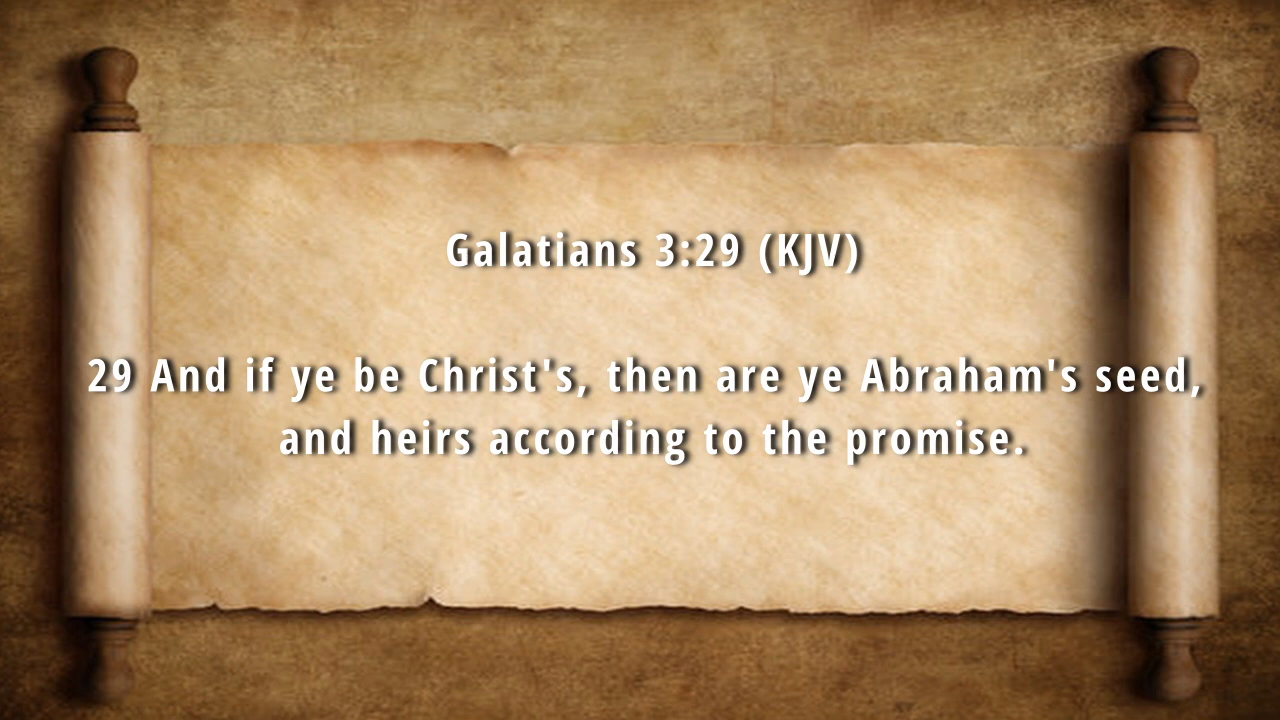 Galatians 3:29 (KJV)
29 And if ye be Christ's, then are ye Abraham's seed,
and heirs according to the promise.